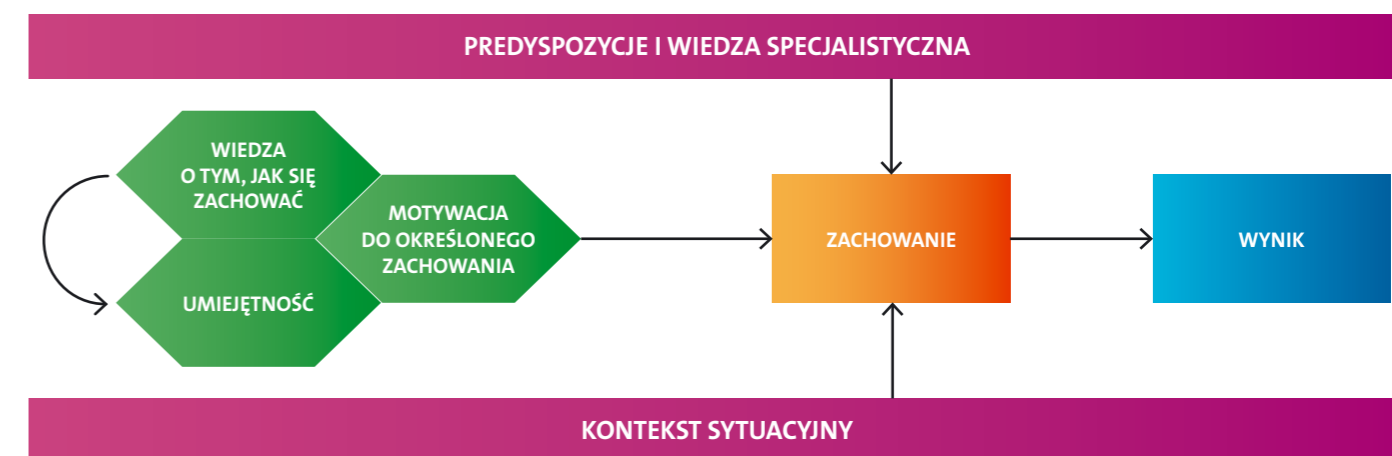 PREDYSPOZYCJE I WIEDZA SPECJALISTYCZNA
WIEDZA
O TYM, JAK SIĘ
ZACHOWAĆ
MOTYWACJA
DO OKREŚLONEGO
ZACHOWANIA
UMIEJĘTNOŚĆ
ZACHOWANIE
WYNIK
KONTEKST SYTUACYJNY